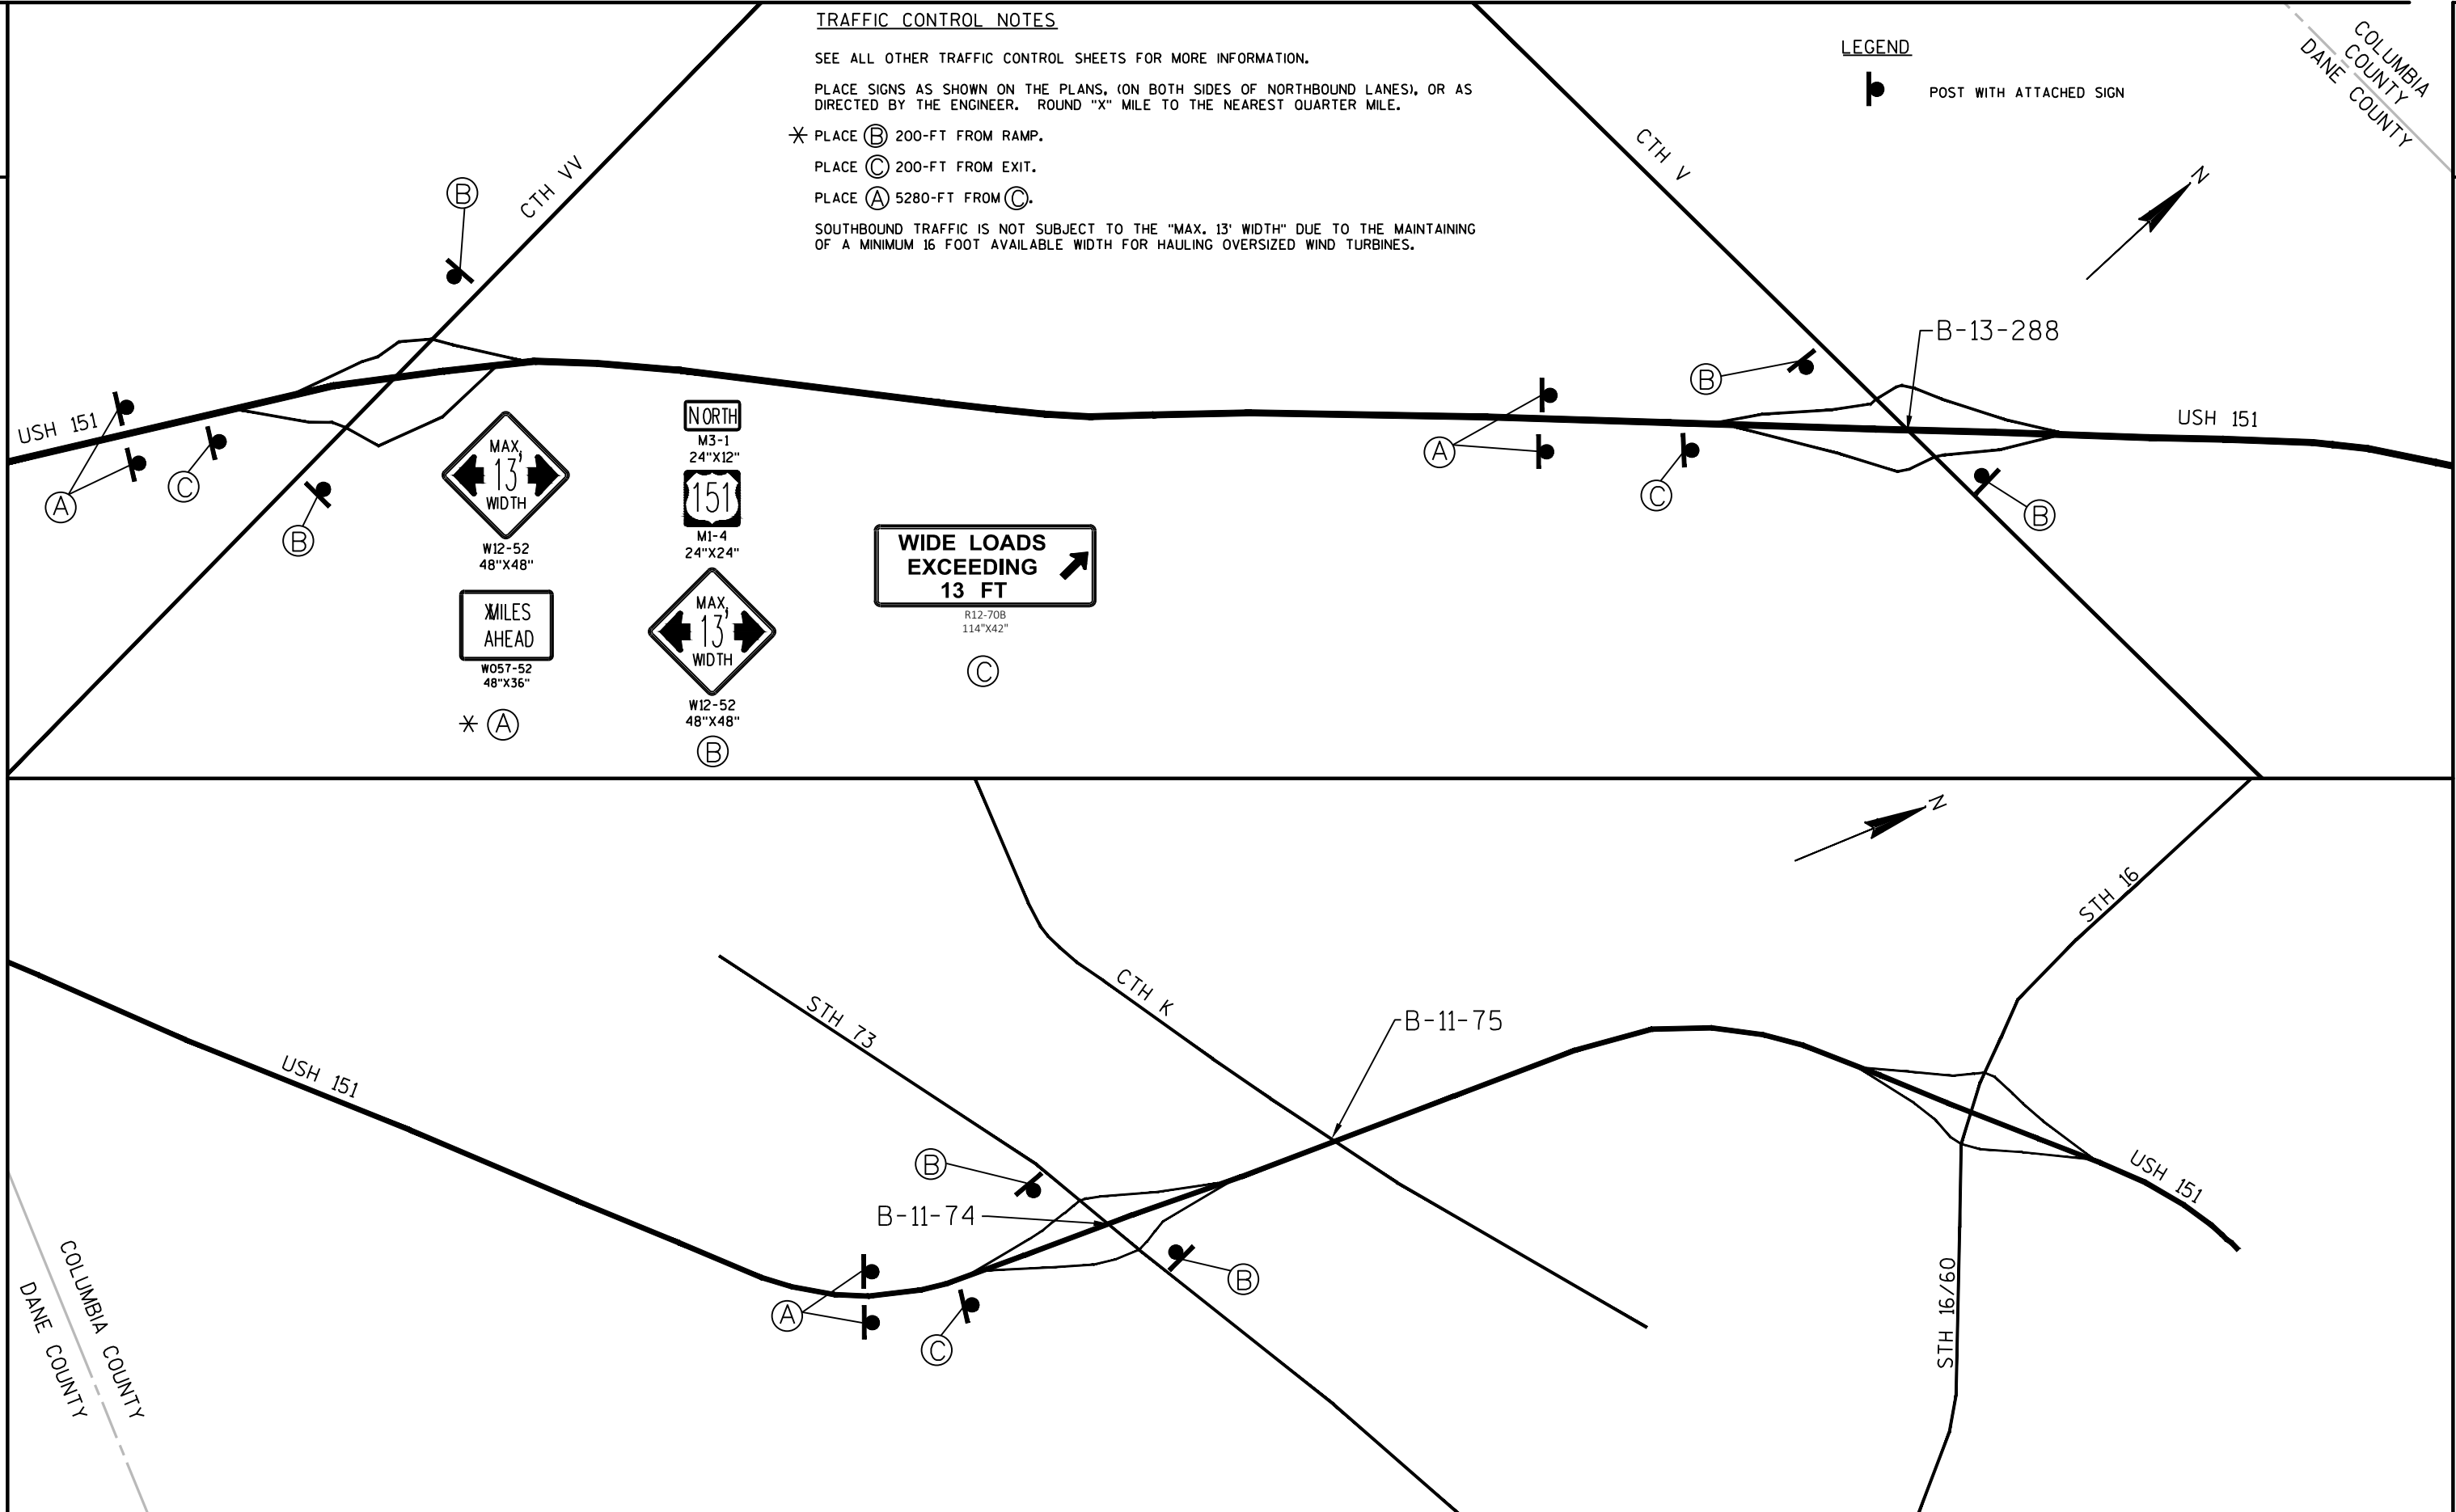 TRAFFIC CONTROL NOTES
SEE ALL OTHER TRAFFIC CONTROL SHEETS FOR MORE INFORMATION.
PLACE SIGNS AS SHOWN ON THE PLANS, (ON BOTH SIDES OF NORTHBOUND LANES), OR AS
DIRECTED BY THE ENGINEER. ROUND "X" MILE TO THE NEAREST QUARTER MILE.
* PLACE B 200-FT FROM RAMP.
PLACE C 200-FT FROM EXIT.
PLACE A 5280-FT FROM C.
SOUTHBOUND TRAFFIC IS NOT SUBJECT TO THE "MAX. 13' WIDTH" DUE TO THE MAINTAINING
OF A MINIMUM 16 FOOT AVAILABLE WIDTH FOR HAULING OVERSIZED WIND TURBINES.
LEGEND
POST WITH ATTACHED SIGN
COLUMBIA
COUNTY
DANE COUNTY
N
CTH VV
CTH V
B
B-13-288
B
USH 151
USH 151
A
C
B
A
C
B
MAX.
13'
WIDTH
W12-52
48"X48"
XMILES
AHEAD
WO57-52
48"X36"
* A
NORTH
M3-1
24"X12"
151
M1-4
24"X24"
MAX.
13'
WIDTH
W12-52
48"X48"
B
WIDE LOADS
EXCEEDING
13 FT
R12-70B
114"X42"
C
N
STH 16
CTH K
STH 73
B-11-75
USH 151
B
B-11-74
USH 151
B
A
C
STH 16/60
COLUMBIA COUNTY
DANE COUNTY